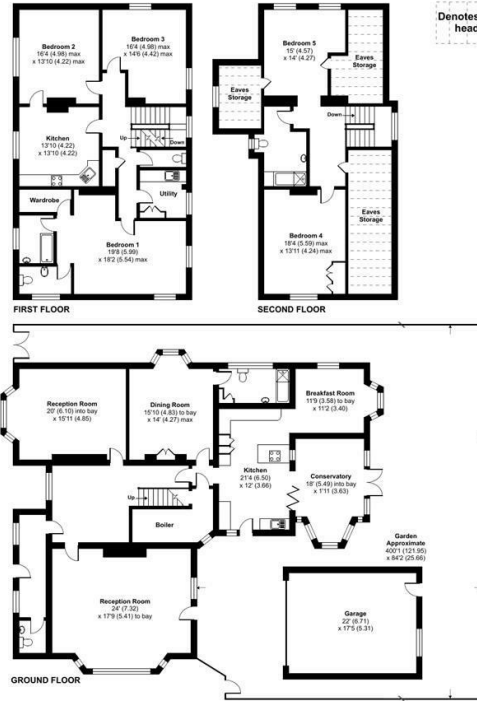 Denotes
head
Bedroom 2
16'4 (4.98) max
x 13'10 (4.22) max
Bedroom 3
16'4 (4.98) max
x 14'6 (4.42) max
Kitchen
13'10 (4.22)
x 13'10 (4.22)
Up
Down
Utility
Wardrobe
Bedroom 1
19'8 (5.99)
x 18'2 (5.54) max
FIRST FLOOR
Bedroom 5
15' (4.57)
x 14' (4.27)
Eaves
Storage
Eaves
Storage
Down
Eaves
Storage
Bedroom 4
18'4 (5.59) max
x 13'11 (4.24) max
SECOND FLOOR
Reception Room
20' (6.10) into bay
x 15'11 (4.85)
Dining Room
15'10 (4.83) to bay
x 14' (4.27) max
Breakfast Room
11'9 (3.58) to bay
x 11'2 (3.40)
Kitchen
21'4 (6.50)
x 12' (3.66)
Conservatory
18' (5.49) into bay
x 1'11 (3.63)
Up
Boiler
Garden
Approximate
400'1 (121.95)
x 84'2 (25.66)
Reception Room
24' (7.32)
x 17'9 (5.41) to bay
Garage
22' (6.71)
x 17'5 (5.31)
GROUND FLOOR